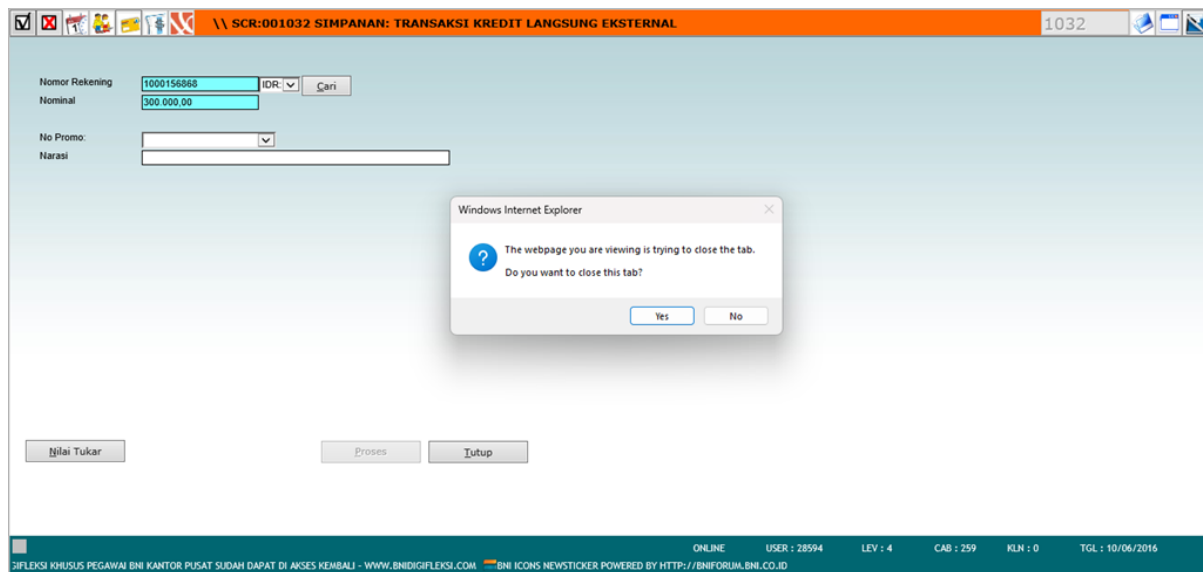 \\ SCR:001032 SIMPANAN: TRANSAKSI KREDIT LANGSUNG EKSTERNAL
1032
Nomor Rekening 1000156868 IDR: Cari
Nominal 300.000,00
No Promo:
Narasi
Windows Internet Explorer
The webpage you are viewing is trying to close the tab.
Do you want to close this tab?
Yes No
Nilai Tukar Proses Tutup
ONLINE USER : 28594 LEV : 4 CAB : 259 KLN : 0 TGL : 10/06/2016
GIFLEKSI KHUSUS PEGAWAI BNI KANTOR PUSAT SUDAH DAPAT DI AKSES KEMBALI - WWW.BNIDIGIFLEKSI.COM BNI ICONS NEWSTICKER POWERED BY HTTP://BNIFORUM.BNI.CO.ID